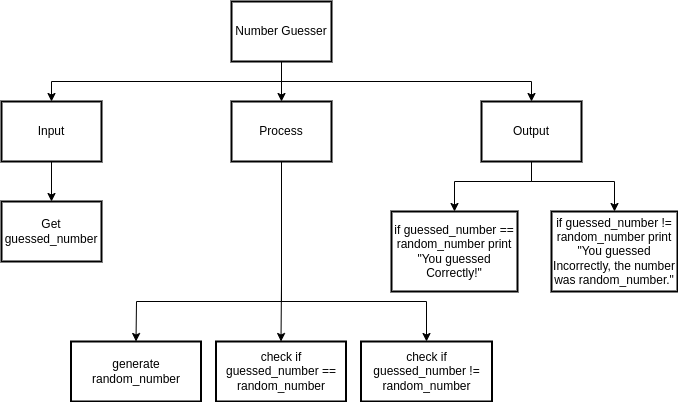 Number Guesser
Input
Process
Output
Get
guessed_number
if guessed_number ==
random_number print
"You guessed
Correctly!"
if guessed_number !=
random_number print
"You guessed
Incorrectly, the number
was random_number."
generate
random_number
check if
guessed_number ==
random_number
check if
guessed_number !=
random_number